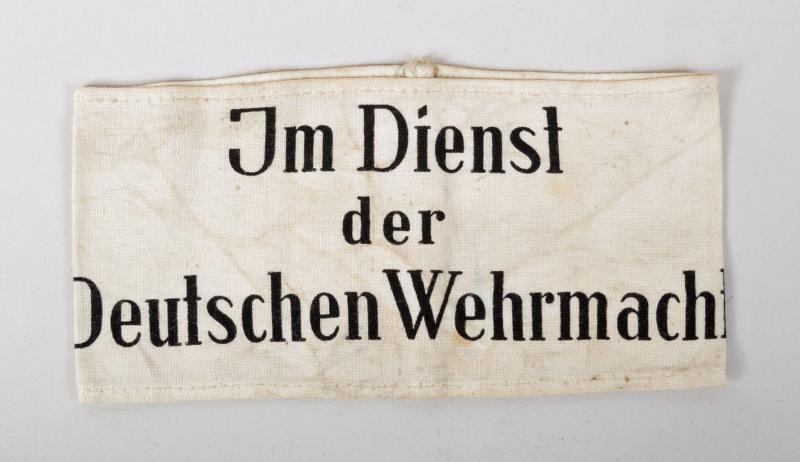 Im Dienst
der
Deutschen Wehrmacht